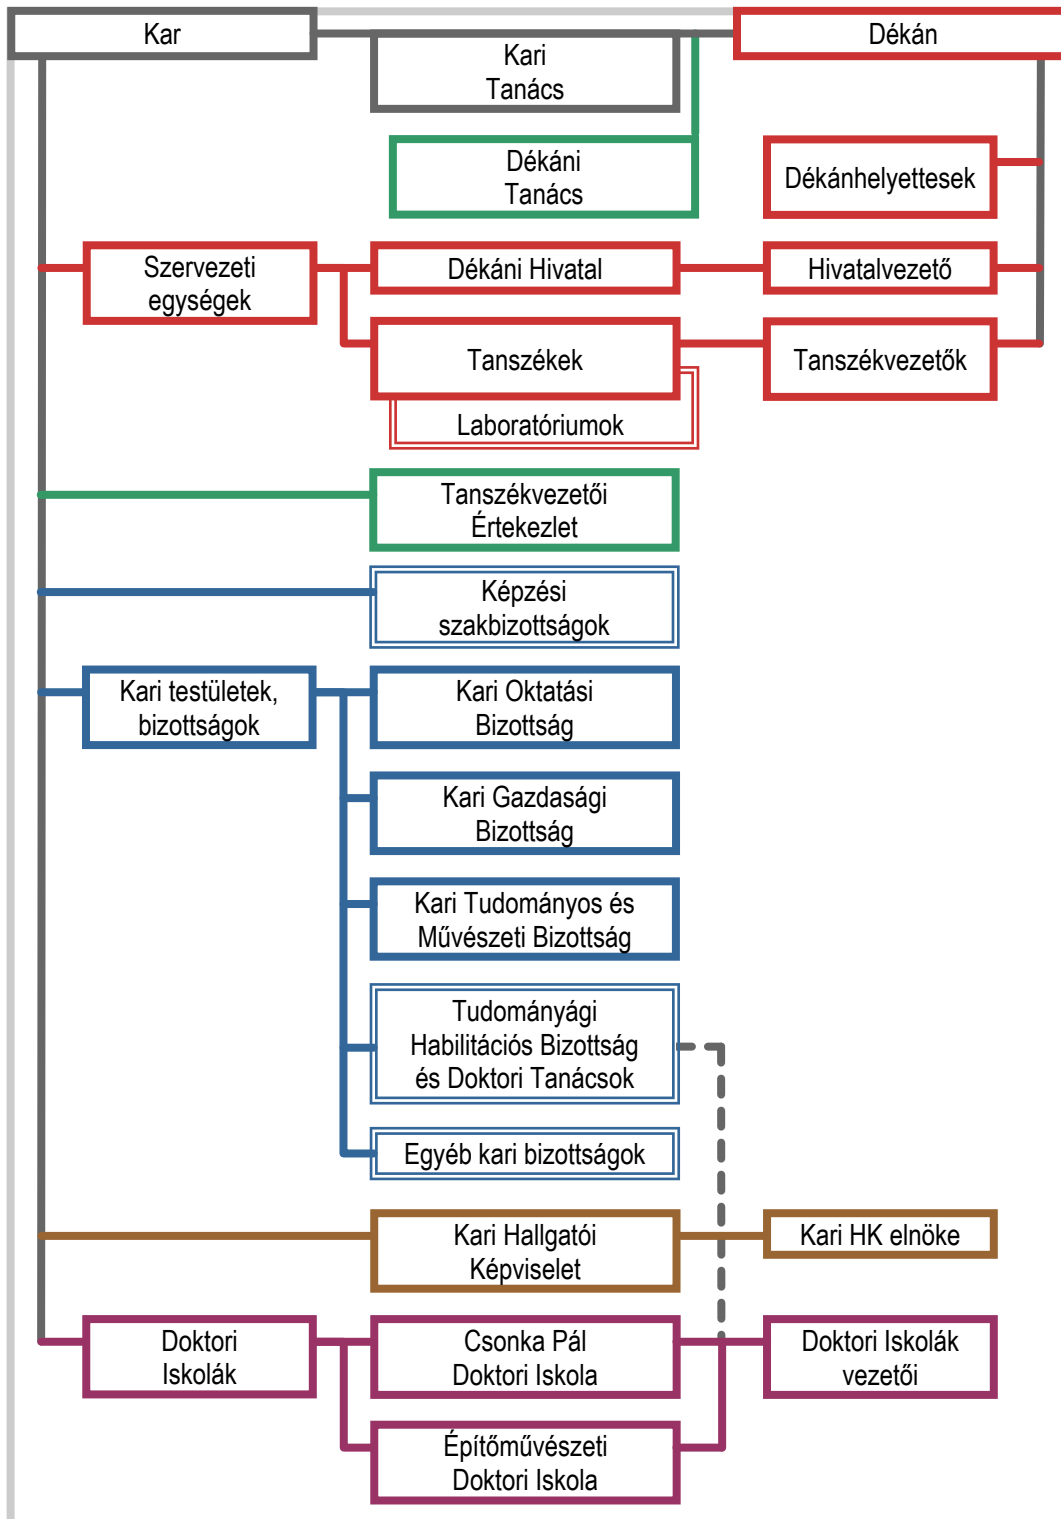 Kar
Kari
Tanács
Dékán
Dékáni
Tanács
Dékánhelyettesek
Szervezeti
egységek
Dékáni Hivatal
Hivatalvezető
Tanszékek
Tanszékvezetők
Laboratóriumok
Tanszékvezetői
Értekezlet
Képzési
szakbizottságok
Kari testületek,
bizottságok
Kari Oktatási
Bizottság
Kari Gazdasági
Bizottság
Kari Tudományos és
Művészeti Bizottság
Tudományági
Habilitációs Bizottság
és Doktori Tanácsok
Egyéb kari bizottságok
Kari Hallgatói
Képviselet
Kari HK elnöke
Doktori
Iskolák
Csonka Pál
Doktori Iskola
Doktori Iskolák
vezetői
Építőművészeti
Doktori Iskola